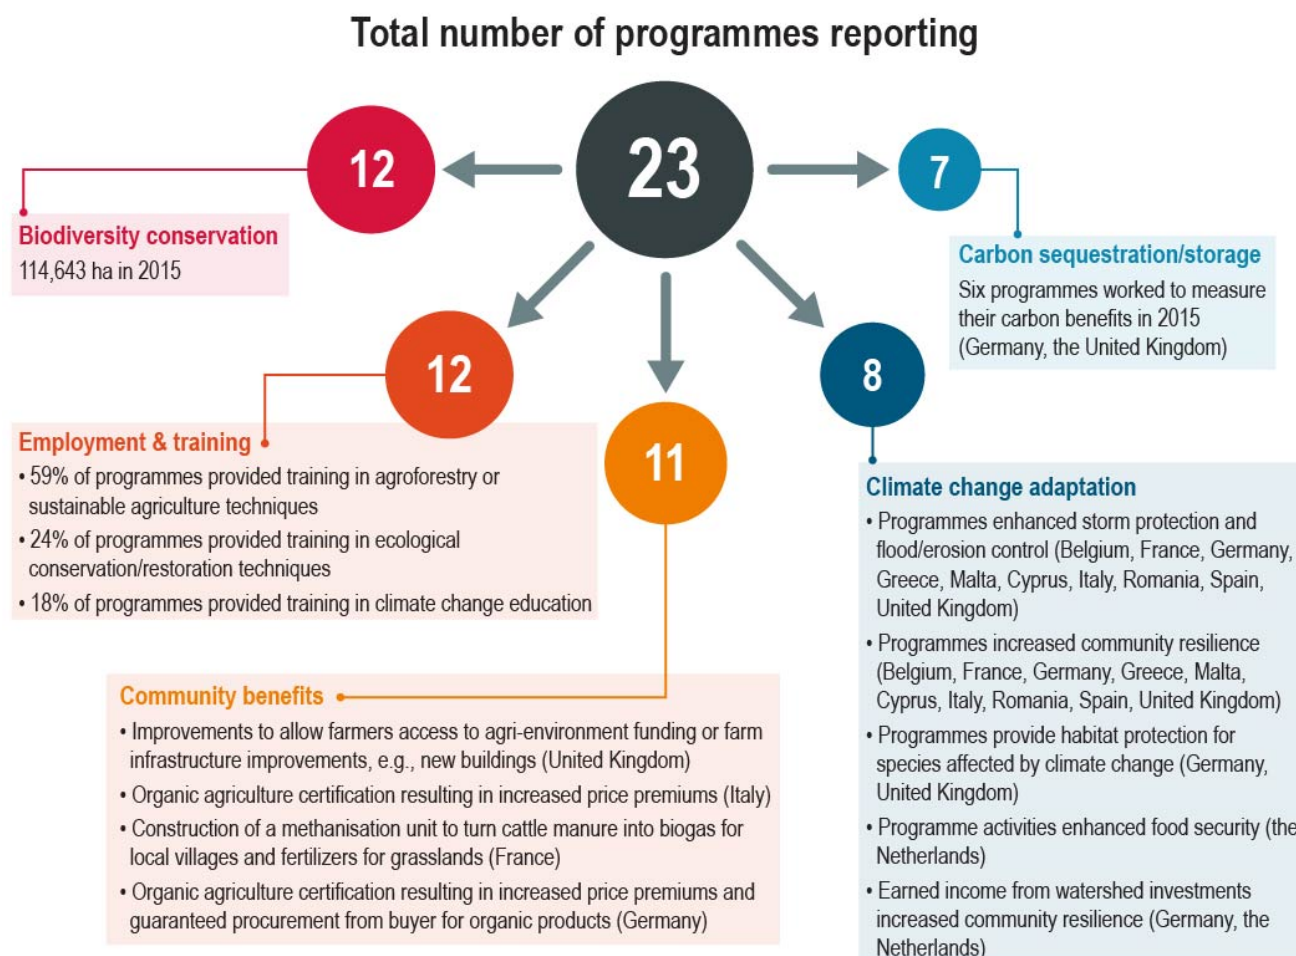 Total number of programmes reporting
23
12
Biodiversity conservation
114,643 ha in 2015
12
Employment & training
• 59% of programmes provided training in agroforestry or
sustainable agriculture techniques
• 24% of programmes provided training in ecological
conservation/restoration techniques
• 18% of programmes provided training in climate change education
11
Community benefits
• Improvements to allow farmers access to agri-environment funding or farm
infrastructure improvements, e.g., new buildings (United Kingdom)
• Organic agriculture certification resulting in increased price premiums (Italy)
• Construction of a methanisation unit to turn cattle manure into biogas for
local villages and fertilizers for grasslands (France)
• Organic agriculture certification resulting in increased price premiums and
guaranteed procurement from buyer for organic products (Germany)
8
Climate change adaptation
• Programmes enhanced storm protection and
flood/erosion control (Belgium, France, Germany,
Greece, Malta, Cyprus, Italy, Romania, Spain,
United Kingdom)
• Programmes increased community resilience
(Belgium, France, Germany, Greece, Malta,
Cyprus, Italy, Romania, Spain, United Kingdom)
• Programmes provide habitat protection for
species affected by climate change (Germany,
United Kingdom)
• Programme activities enhanced food security (the
Netherlands)
• Earned income from watershed investments
increased community resilience (Germany, the
Netherlands)
7
Carbon sequestration/storage
Six programmes worked to measure
their carbon benefits in 2015
(Germany, the United Kingdom)